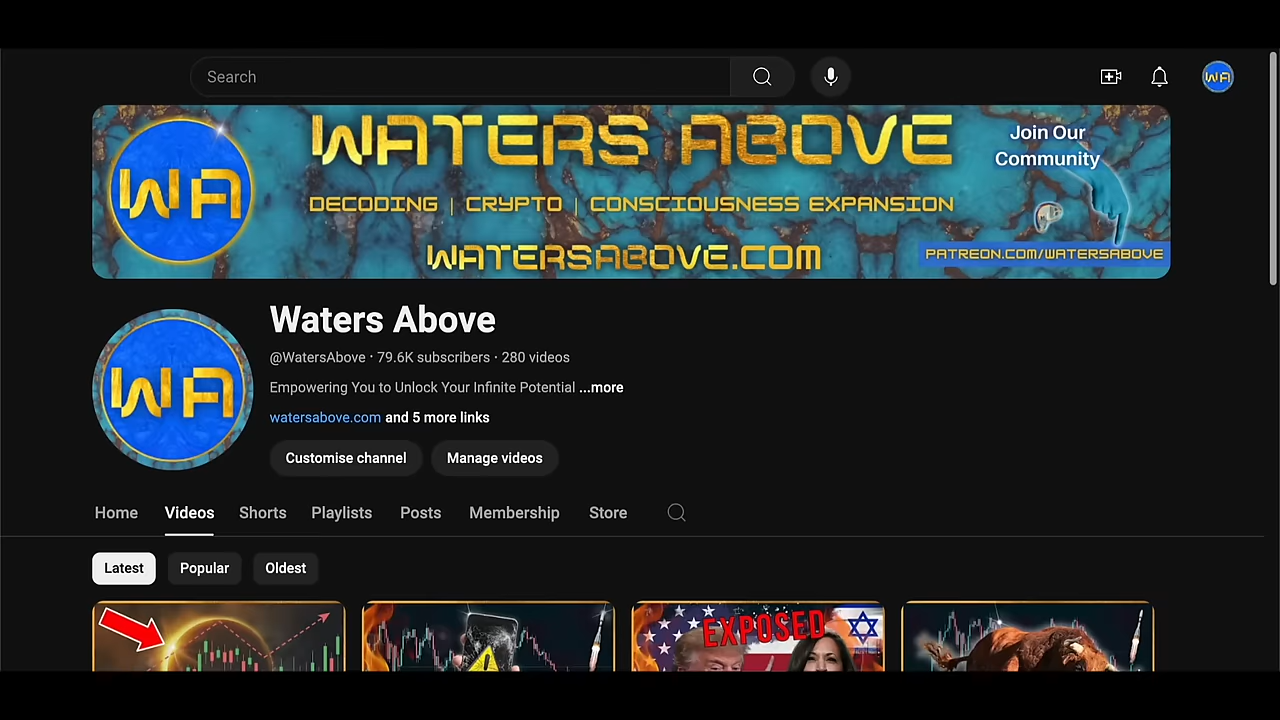 Search
WA
WA
WATERS ABOVE
DECODING | CRYPTO | CONSCIOUSNESS EXPANSION
WATERSABOVE.COM
Join Our
Community
PATREON.COM/WATERSABOVE
WA
Waters Above
@WatersAbove · 79.6K subscribers · 280 videos
Empowering You to Unlock Your Infinite Potential ...more
watersabove.com and 5 more links
Customise channel Manage videos
Home Videos Shorts Playlists Posts Membership Store
Latest Popular Oldest
EXPOSED